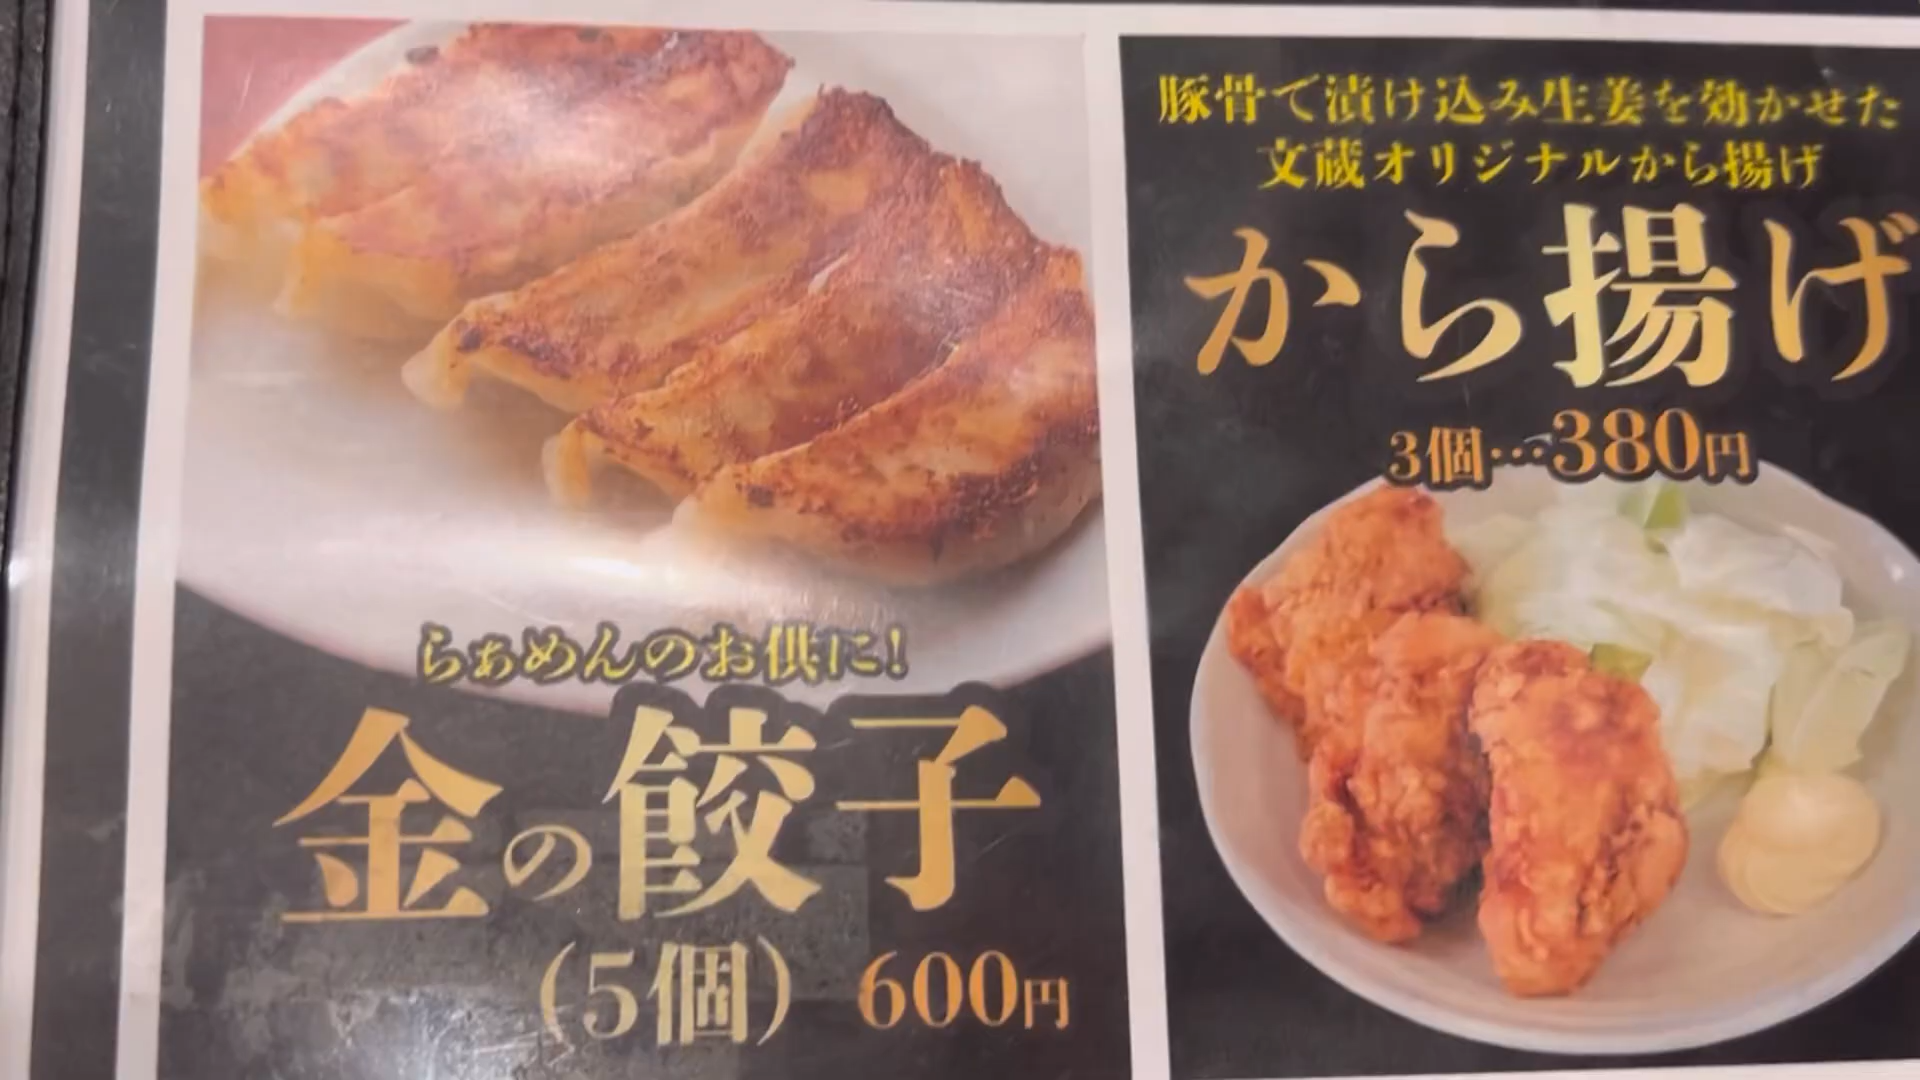 らぁめんのお供に!
金の餃子
(5個) 600円
豚骨で漬け込み生姜を効かせた
文蔵オリジナルから揚げ
から揚げ
3個…380円